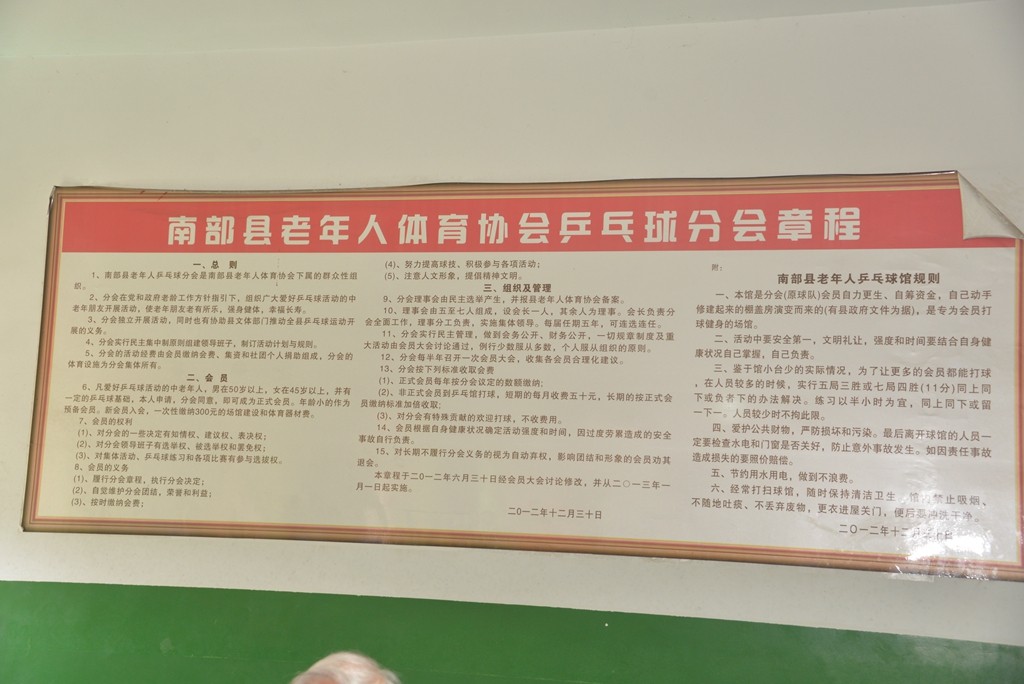 南部县老年人体育协会乒乓球分会章程
一、总 则
1、南部县老年人乒乓球分会是南部县老年人体育协会下属的群众性组
织。
2、分会在党和政府老龄工作方针指引下，组织广大爱好乒乓球活动的中
老年朋友开展活动，使老年朋友老有所乐，强身健体，幸福长寿。
3、分会独立开展活动，同时也有协助县文体部门推动全县乒乓球运动开
展的义务。
4、分会实行民主集中制原则组建领导班子，制订活动计划与规则。
5、分会的活动经费由会员缴纳会费、集资和社团个人捐助组成，分会的
体育设施为分会集体所有。
二、会 员
6、凡爱好乒乓球活动的中老年人，男在50岁以上，女在45岁以上，并有
一定的乒乓球基础，本人申请，分会同意，即可成为正式会员。年龄小的作为
预备会员。新会员入会，一次性缴纳300元的场馆建设和体育器材费。
7、会员的权利
(1)、对分会的一些决定有知情权、建议权、表决权；
(2)、对分会领导班子有选举权、被选举权和罢免权；
(3)、对集体活动，乒乓球练习和各项比赛有参与选拔权。
8、会员的义务
(1)、履行分会章程，执行分会决定；
(2)、自觉维护分会团结，荣誉和利益；
(3)、按时缴纳会费；
(4)、努力提高球技、积极参与各项活动；
(5)、注意人文形象，提倡精神文明。
三、组织及管理
9、分会理事会由民主选举产生，并报县老年人体育协会备案。
10、理事会由五至七人组成，设会长一人，其余人为理事。会长负责分
会全面工作，理事分工负责，实施集体领导。每届任期五年，可连选连任。
11、分会实行民主管理，做到会务公开、财务公开，一切规章制度及重
大活动由会员大会讨论通过，例行少数服从多数，个人服从组织的原则。
12、分会每半年召开一次会员大会，收集各会员合理化建议。
13、分会按下列标准收取会费
(1)、正式会员每年按分会议定的数额缴纳；
(2)、非正式会员到乒乓馆打球，短期的每月收费五十元，长期的按正式会
员缴纳标准加倍收取；
(3)、对分会有特殊贡献的欢迎打球，不收费用。
14、会员根据自身健康状况确定活动强度和时间，因过度劳累造成的安全
事故自行负责。
15、对长期不履行分会义务的视为自动弃权，影响团结和形象的会员劝其
退会。
本章程于二〇一二年六月三十日经会员大会讨论修改，并从二〇一三年一
月一日起实施。
二〇一二年十二月三十日
附：
南部县老年人乒乓球馆规则
一、本馆是分会(原球队)会员自力更生、自筹资金，自己动手
修建起来的棚盖房演变而来的(有县政府文件为据)，是专为会员打
球健身的场馆。
二、活动中要安全第一，文明礼让，强度和时间要结合自身健
康状况自己掌握，自己负责。
三、鉴于馆小台少的实际情况，为了让更多的会员都能打球
，在人员较多的时候，实行五局三胜或七局四胜(11分)同上同
下或负者下的办法解决。练习以半小时为宜，同上同下或留
一下一。人员较少时不拘此限。
四、爱护公共财物，严防损坏和污染。最后离开球馆的人员一
定要检查水电和门窗是否关好，防止意外事故发生。如因责任事故
造成损失的要照价赔偿。
五、节约用水用电，做到不浪费。
六、经常打扫球馆，随时保持清洁卫生，馆内禁止吸烟、
不随地吐痰、不丢弃废物，更衣进屋关门，便后要冲洗干净。
二〇一二年十二月三十日